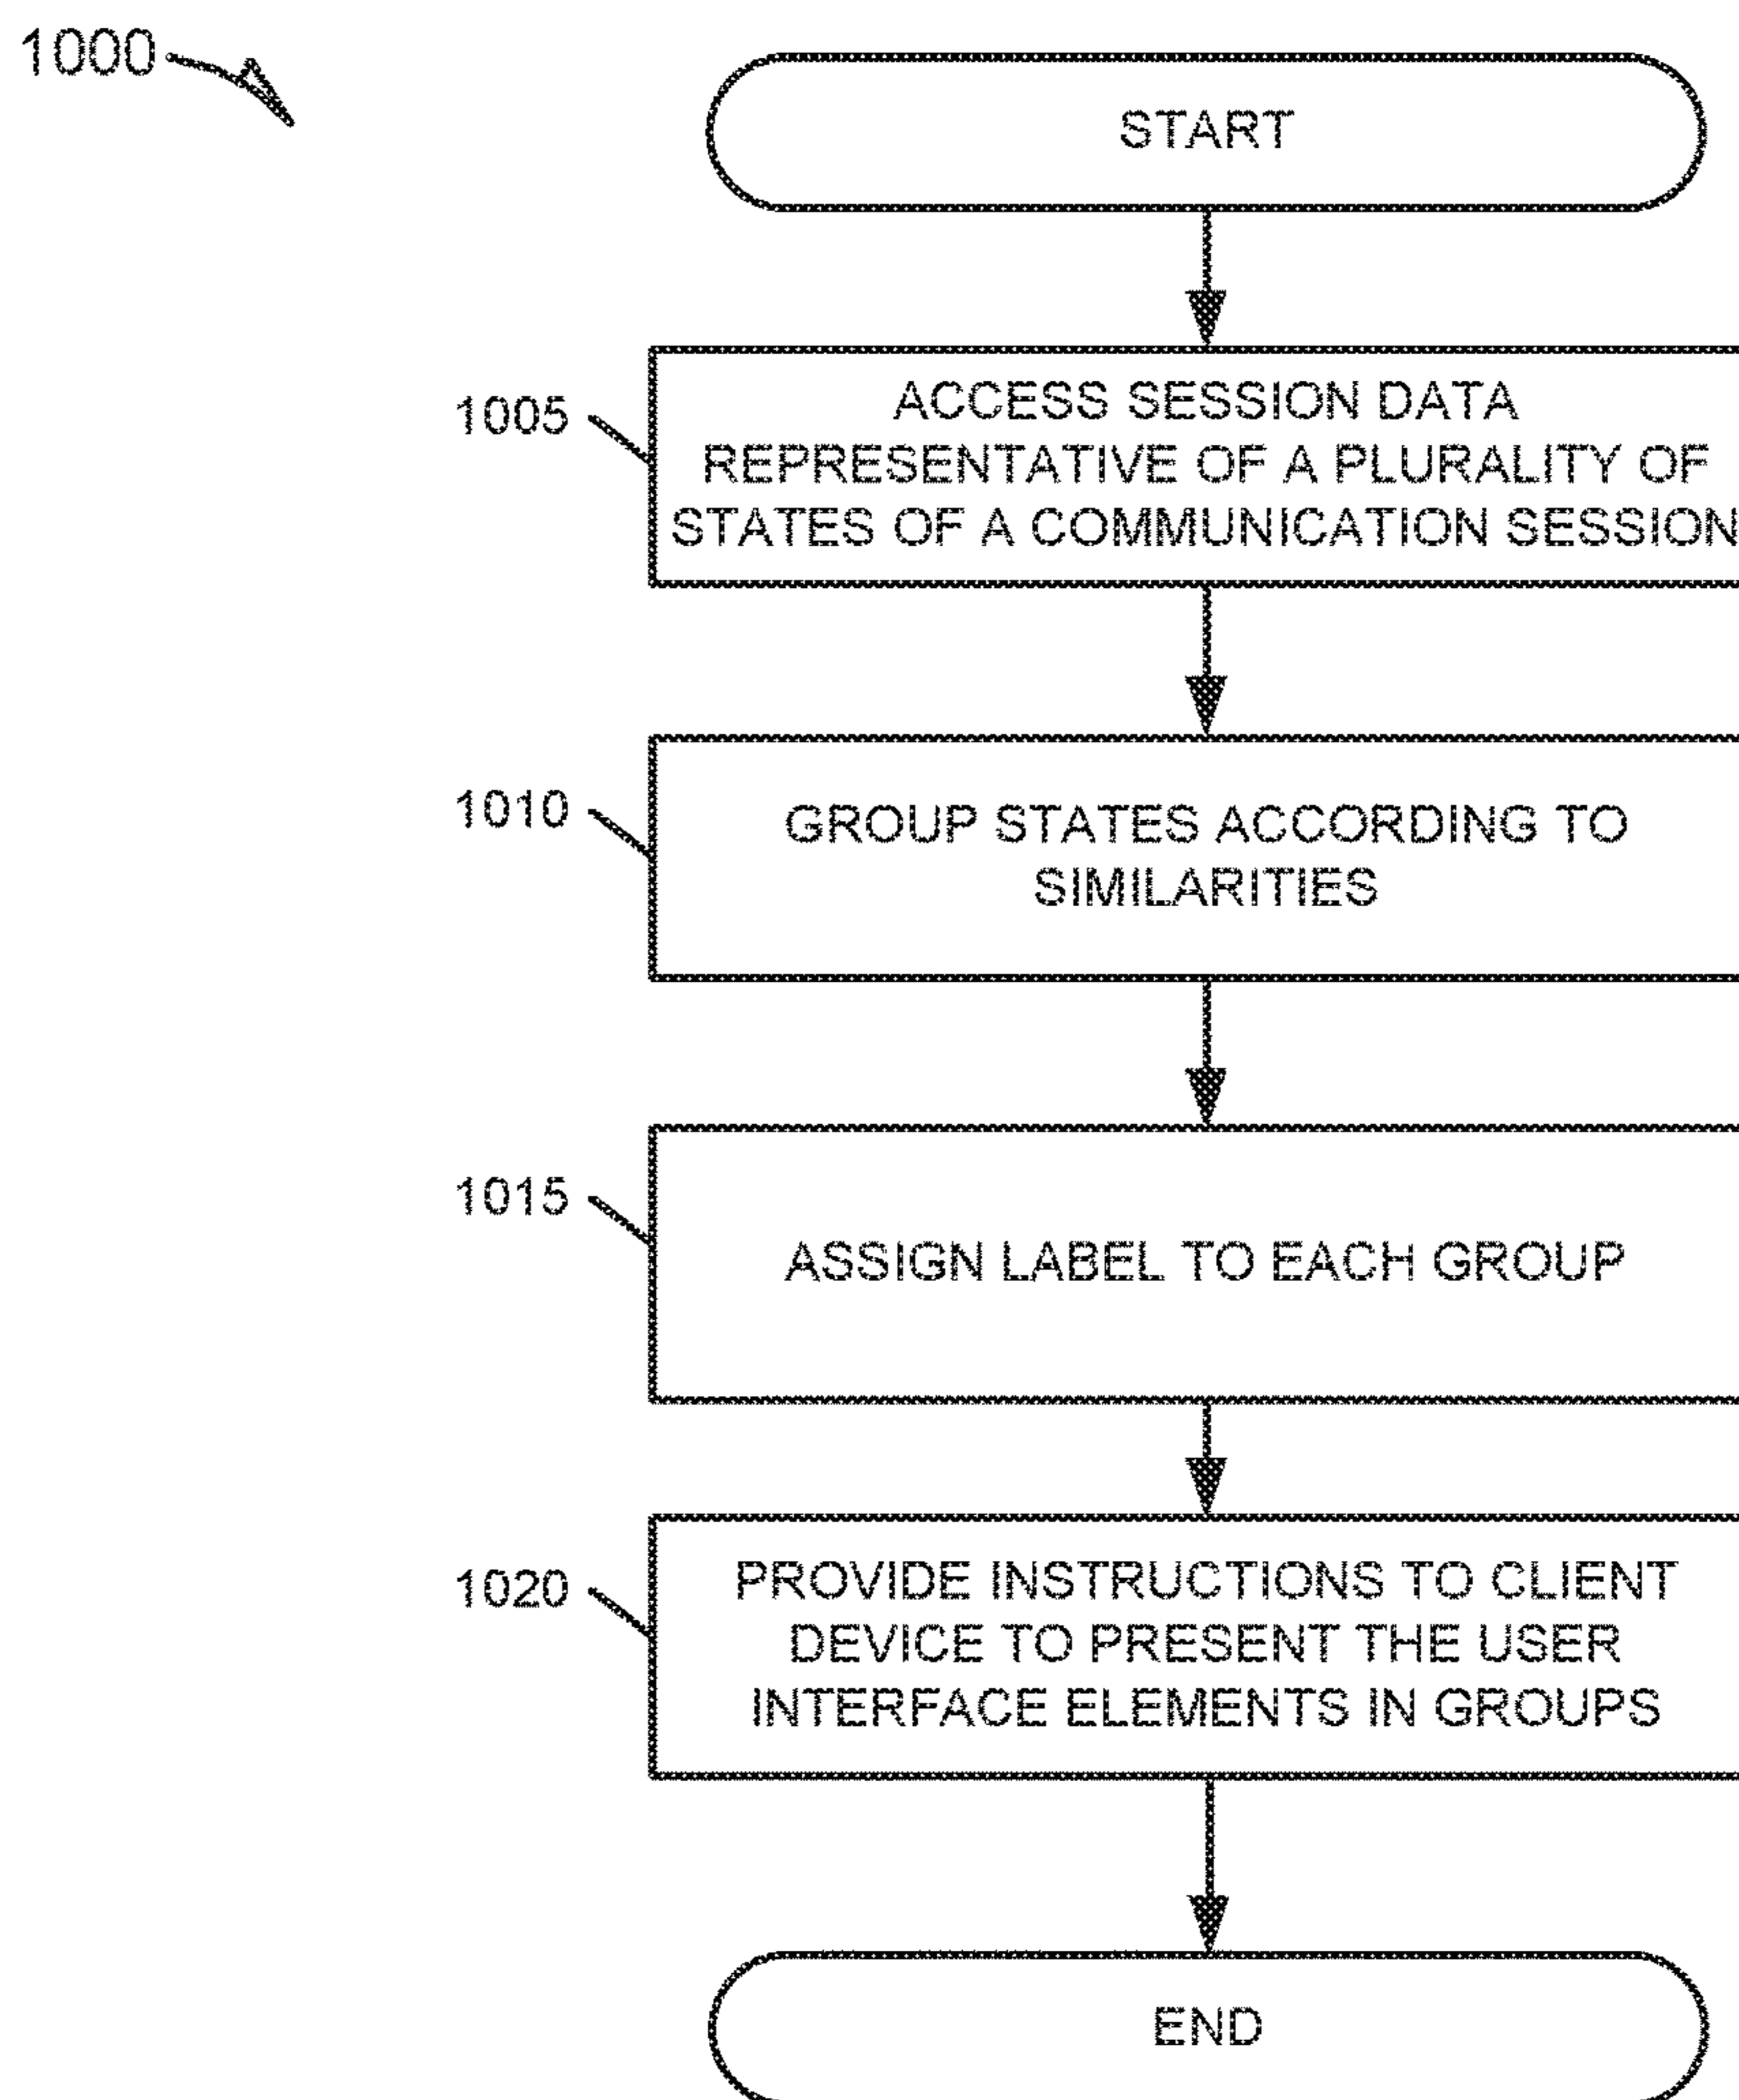 1000
START
1005
ACCESS SESSION DATA
REPRESENTATIVE OF A PLURALITY OF
STATES OF A COMMUNICATION SESSION
1010
GROUP STATES ACCORDING TO
SIMILARITIES
1015
ASSIGN LABEL TO EACH GROUP
1020
PROVIDE INSTRUCTIONS TO CLIENT
DEVICE TO PRESENT THE USER
INTERFACE ELEMENTS IN GROUPS
END